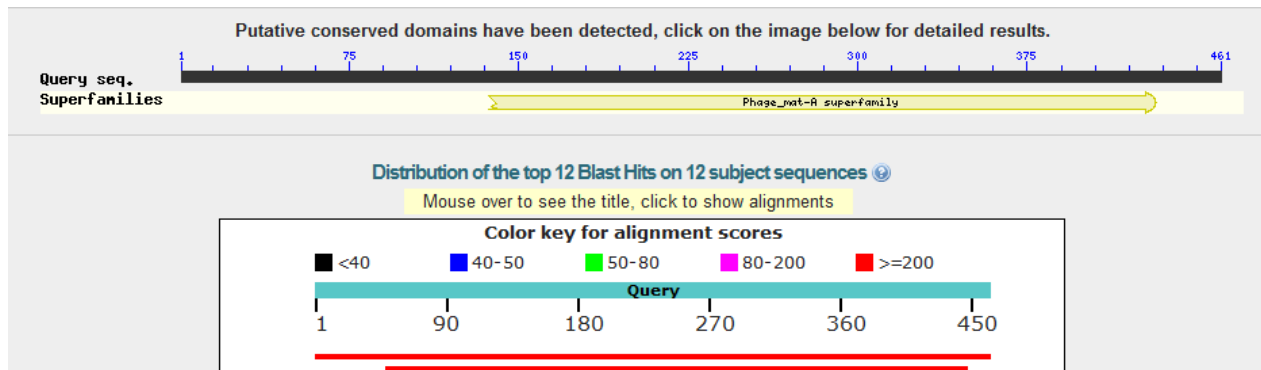 Putative conserved domains have been detected, click on the image below for detailed results.
1 75 150 225 300 375 461
Query seq.
Superfamilies Phage_mat-A superfamily
Distribution of the top 12 Blast Hits on 12 subject sequences
Mouse over to see the title, click to show alignments
Color key for alignment scores
<40 40-50 50-80 80-200 >=200
Query
1 90 180 270 360 450